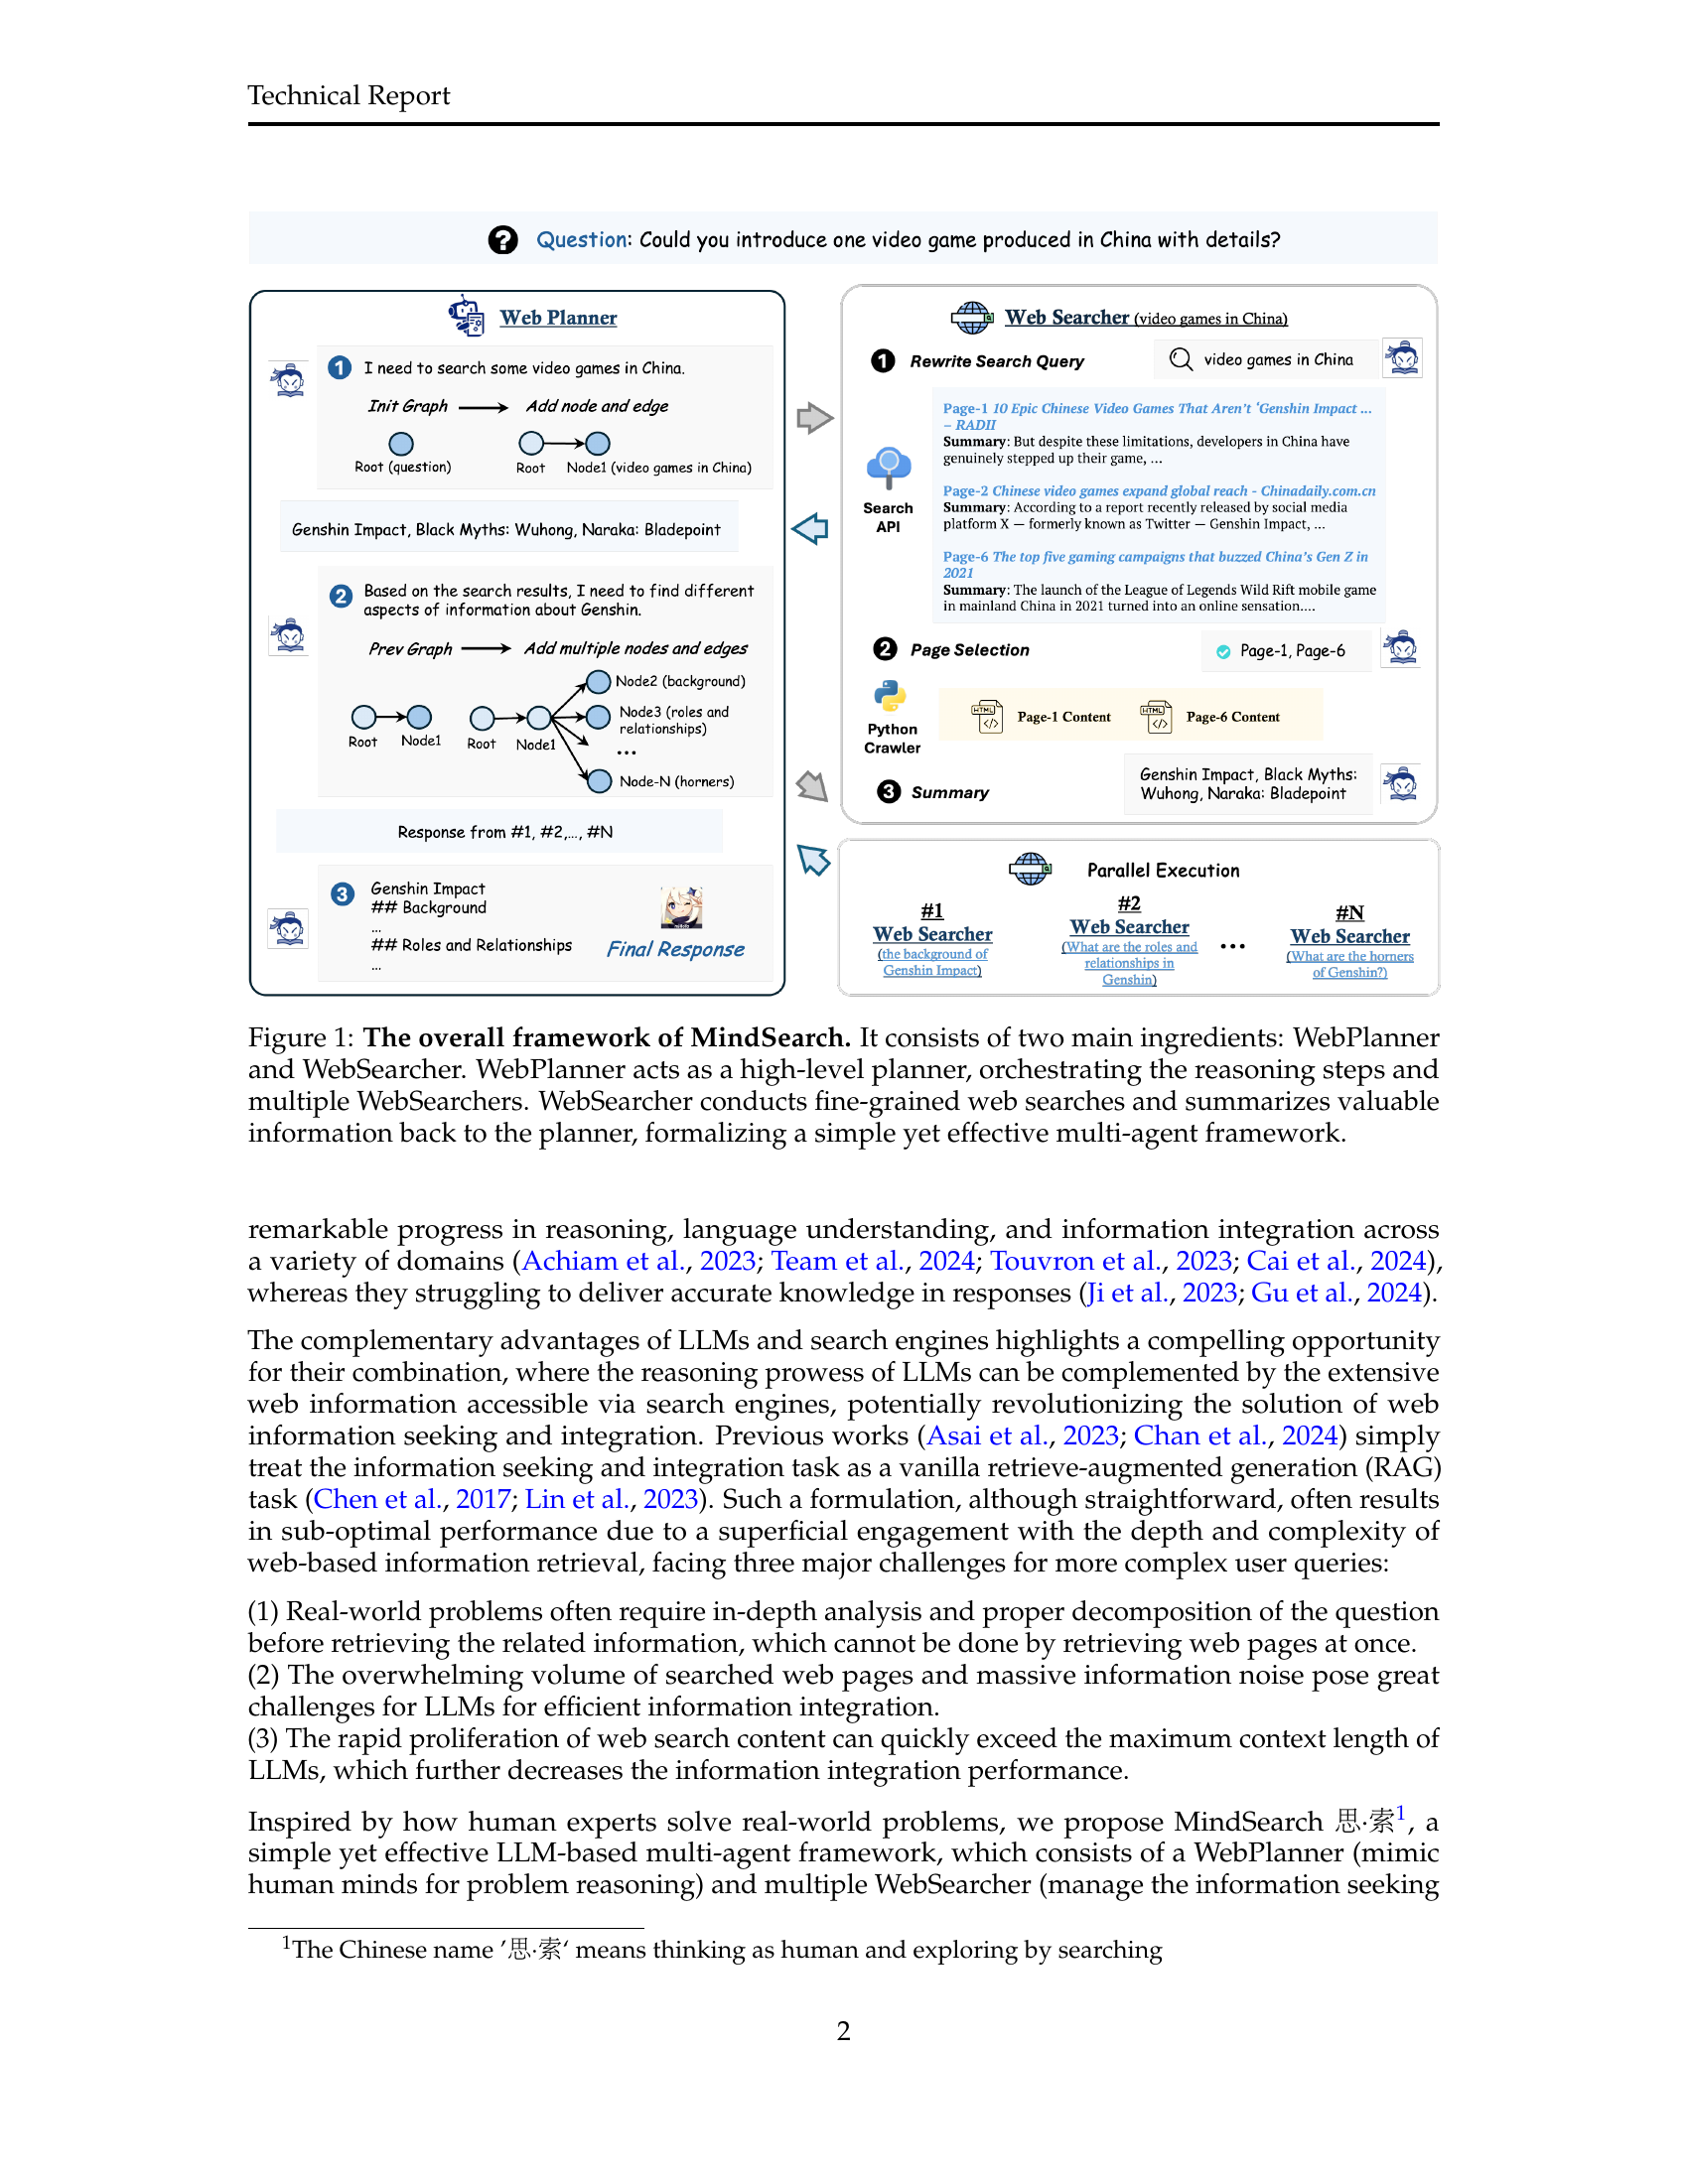 Technical Report
Question: Could you introduce one video game produced in China with details?
Web Planner
1 I need to search some video games in China.
Init Graph Add node and edge
Root (question) Root Node1 (video games in China)
Genshin Impact, Black Myths: Wuhong, Naraka: Bladepoint
2 Based on the search results, I need to find different
aspects of information about Genshin.
Prev Graph Add multiple nodes and edges
Node2 (background)
Node3 (roles and
relationships)
Root Node1 Root Node1
...
Node-N (horners)
Response from #1, #2,..., #N
3 Genshin Impact
## Background
...
## Roles and Relationships
...
Final Response
Web Searcher (video games in China)
1 Rewrite Search Query
video games in China
Search
API
Page-1 10 Epic Chinese Video Games That Aren't ‘Genshin Impact ...
– RADII
Summary: But despite these limitations, developers in China have
genuinely stepped up their game, ...
Page-2 Chinese video games expand global reach - Chinadaily.com.cn
Summary: According to a report recently released by social media
platform X — formerly known as Twitter — Genshin Impact, ...
Page-6 The top five gaming campaigns that buzzed China's Gen Z in
2021
Summary: The launch of the League of Legends Wild Rift mobile game
in mainland China in 2021 turned into an online sensation....
2 Page Selection
Page-1, Page-6
Python
Crawler
HTML Page-1 Content HTML Page-6 Content
3 Summary
Genshin Impact, Black Myths:
Wuhong, Naraka: Bladepoint
Parallel Execution
#1
Web Searcher
(the background of
Genshin Impact)
#2
Web Searcher
(What are the roles and
relationships in
Genshin)
...
#N
Web Searcher
(What are the horners
of Genshin?)
Figure 1: The overall framework of MindSearch. It consists of two main ingredients: WebPlanner
and WebSearcher. WebPlanner acts as a high-level planner, orchestrating the reasoning steps and
multiple WebSearchers. WebSearcher conducts fine-grained web searches and summarizes valuable
information back to the planner, formalizing a simple yet effective multi-agent framework.
remarkable progress in reasoning, language understanding, and information integration across
a variety of domains (Achiam et al., 2023; Team et al., 2024; Touvron et al., 2023; Cai et al., 2024),
whereas they struggling to deliver accurate knowledge in responses (Ji et al., 2023; Gu et al., 2024).
The complementary advantages of LLMs and search engines highlights a compelling opportunity
for their combination, where the reasoning prowess of LLMs can be complemented by the extensive
web information accessible via search engines, potentially revolutionizing the solution of web
information seeking and integration. Previous works (Asai et al., 2023; Chan et al., 2024) simply
treat the information seeking and integration task as a vanilla retrieve-augmented generation (RAG)
task (Chen et al., 2017; Lin et al., 2023). Such a formulation, although straightforward, often results
in sub-optimal performance due to a superficial engagement with the depth and complexity of
web-based information retrieval, facing three major challenges for more complex user queries:
(1) Real-world problems often require in-depth analysis and proper decomposition of the question
before retrieving the related information, which cannot be done by retrieving web pages at once.
(2) The overwhelming volume of searched web pages and massive information noise pose great
challenges for LLMs for efficient information integration.
(3) The rapid proliferation of web search content can quickly exceed the maximum context length of
LLMs, which further decreases the information integration performance.
Inspired by how human experts solve real-world problems, we propose MindSearch 思·索1, a
simple yet effective LLM-based multi-agent framework, which consists of a WebPlanner (mimic
human minds for problem reasoning) and multiple WebSearcher (manage the information seeking
1The Chinese name ’思·索‘ means thinking as human and exploring by searching
2